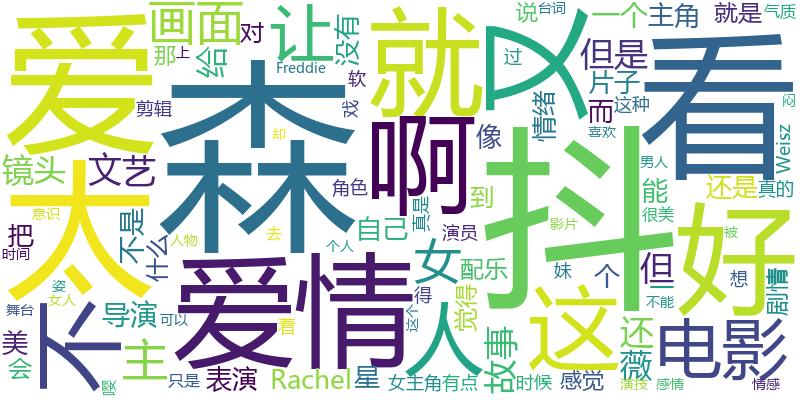 爱
画面
让
就
又
说
台词
一个
主角
就是
气质
那
上
给
对
没有
Freddie
过
但是
看
森
啊
剪辑
软
戏
情绪
片子
而
这种
闷
像
却
喜欢
抖
Weisz
镜头
文艺
角色
到
男人
能
还是
真的
太
意识
不是
真是
演员
影片
很美
好
被
把
人物
去
自己
什么
时间
个人
女
配乐
妹
个
但
想
剧情
爱情
姿
女人
得
这
不
舞台
导演
可以
着
这个
人
觉得
还
不能
电影
美
会
主
故事
薇
嘤
只是
表演
Rachel
星
女主角
有点
时候
感觉
演技
感情
情感